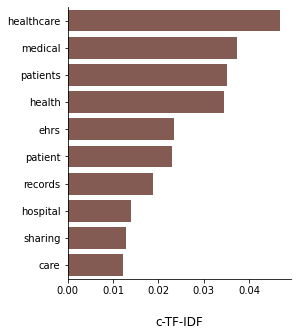 healthcare
medical
patients
health
ehrs
patient
records
hospital
sharing
care
0.00 0.01 0.02 0.03 0.04
c-TF-IDF